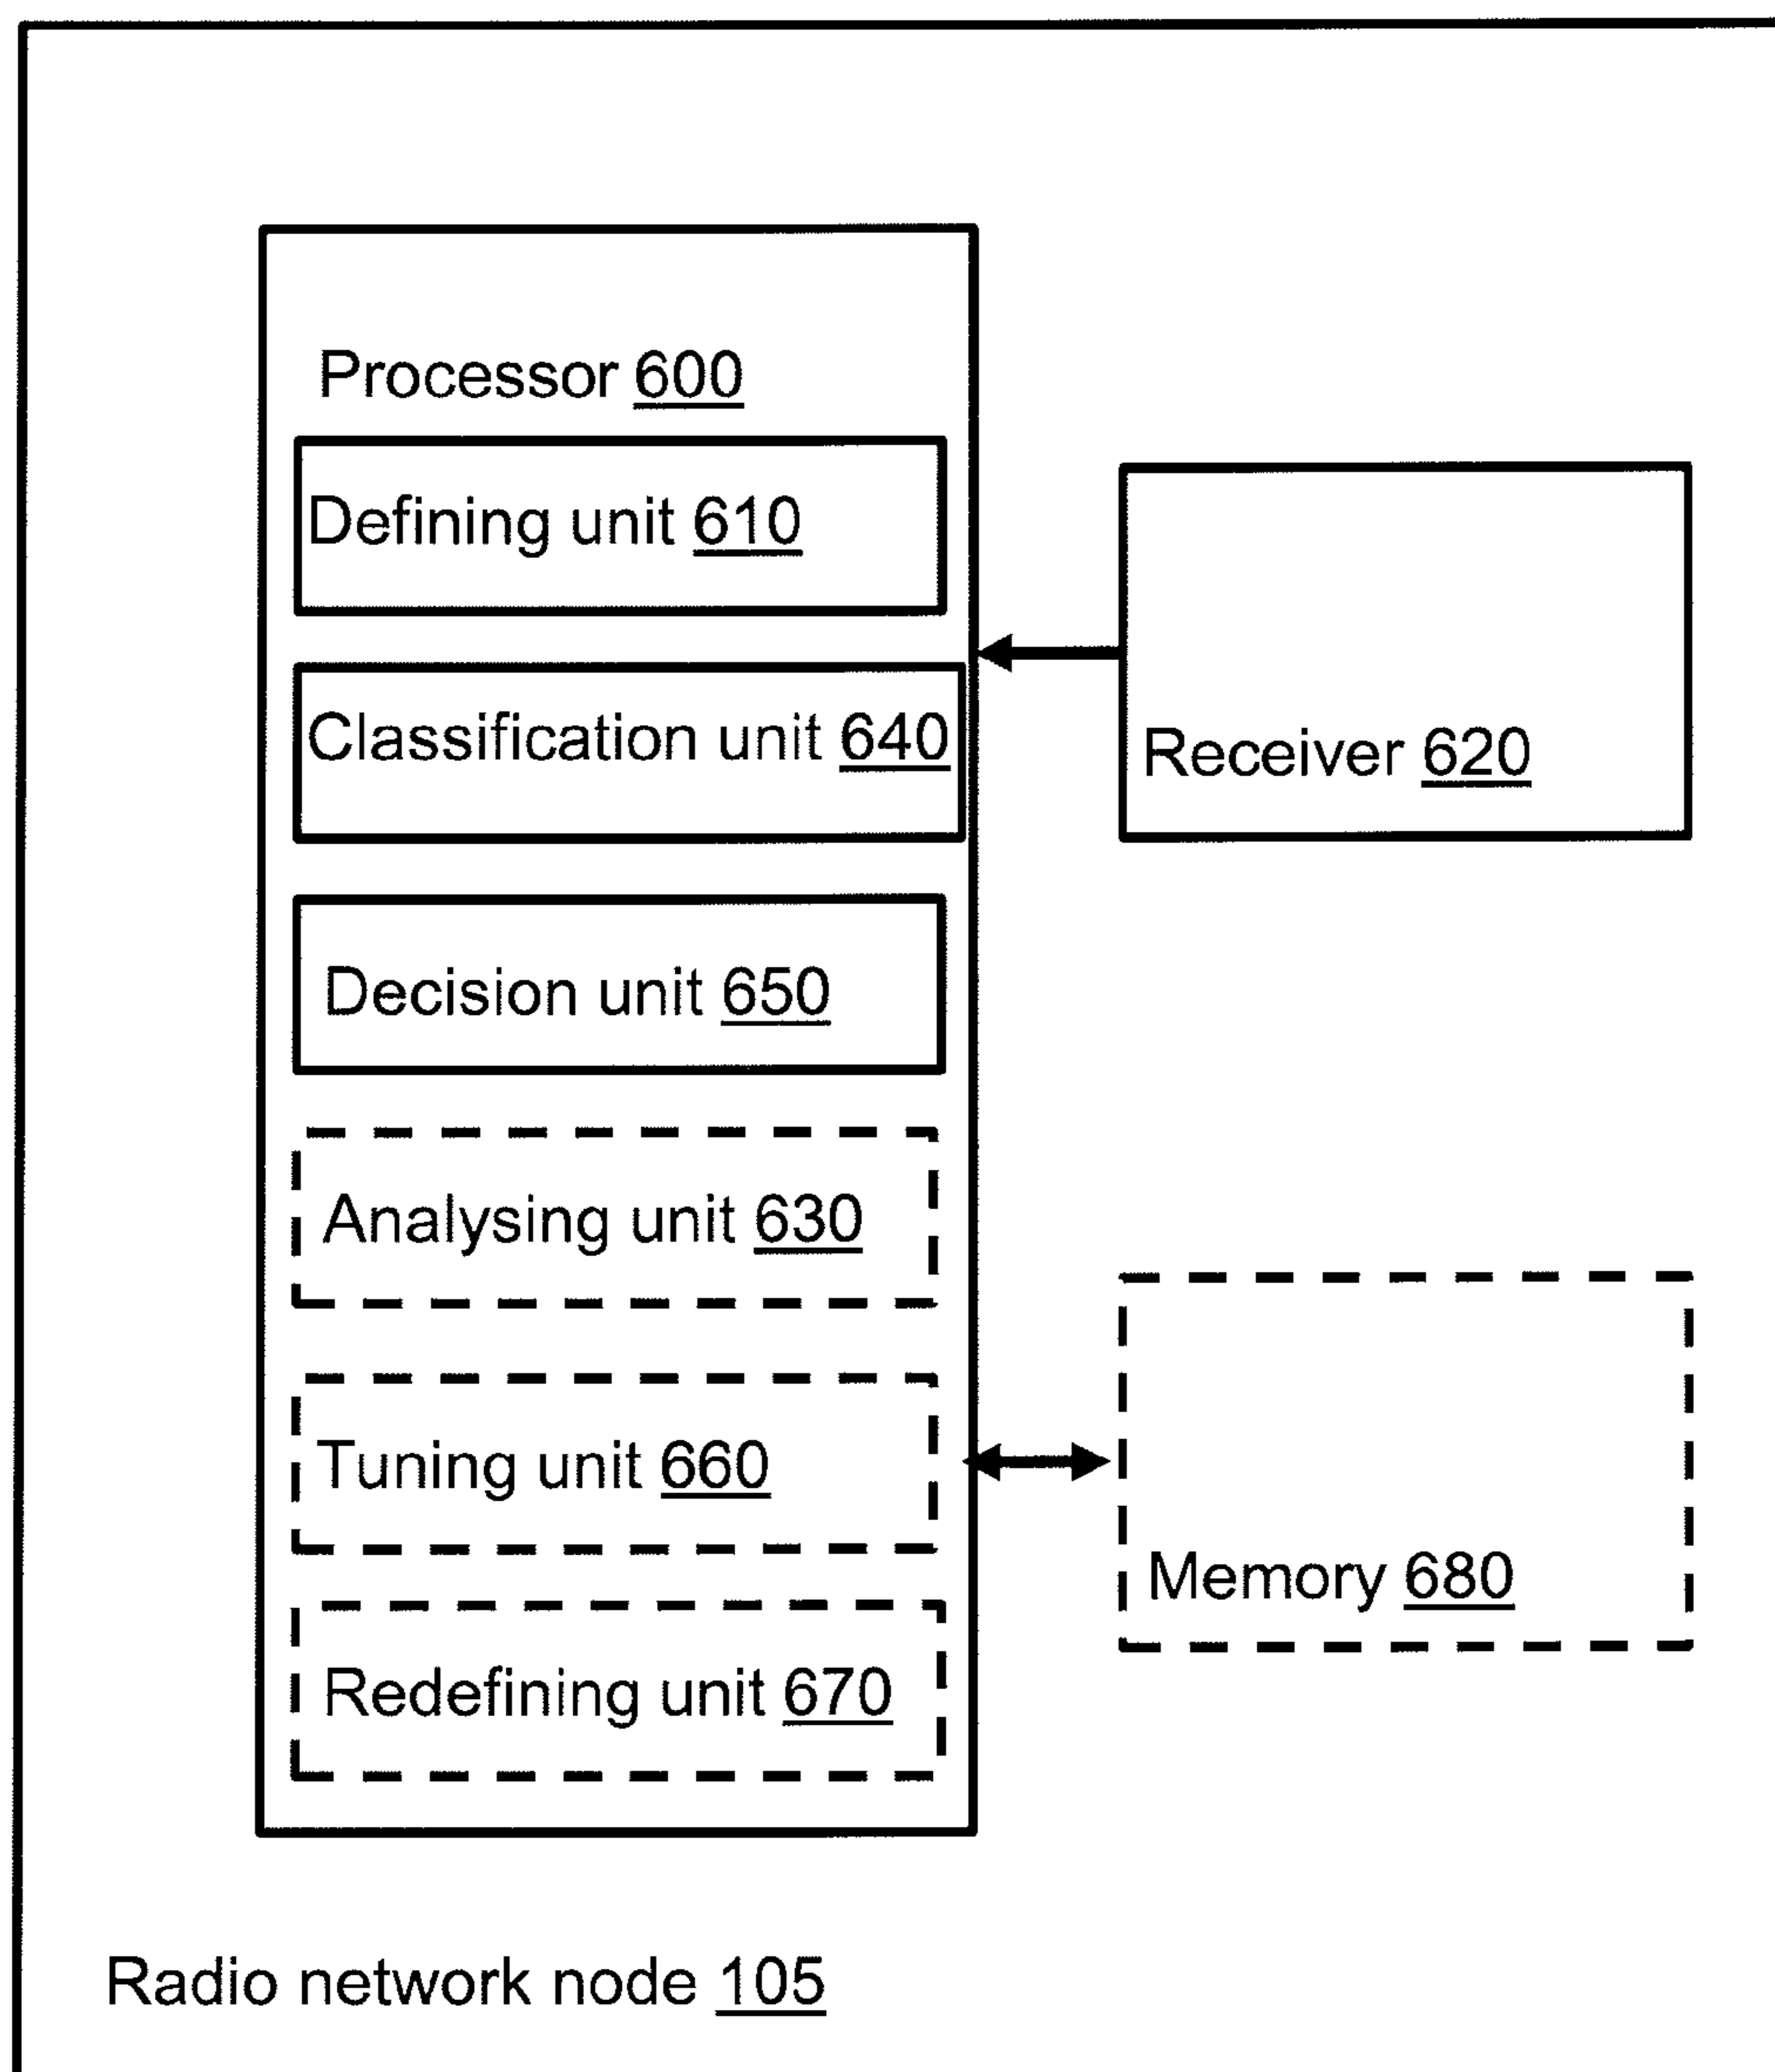 Processor 600
Defining unit 610
Classification unit 640
Receiver 620
Decision unit 650
Analysing unit 630
Tuning unit 660
Memory 680
Redefining unit 670
Radio network node 105